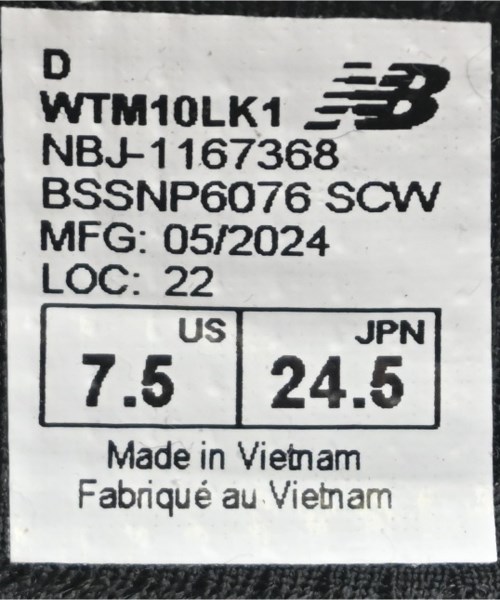 D
WTM10LK1
NB
NBJ-1167368
BSSNP6076 SCW
MFG: 05/2024
LOC: 22
US JPN
7.5 24.5
Made in Vietnam
Fabriqué au Vietnam